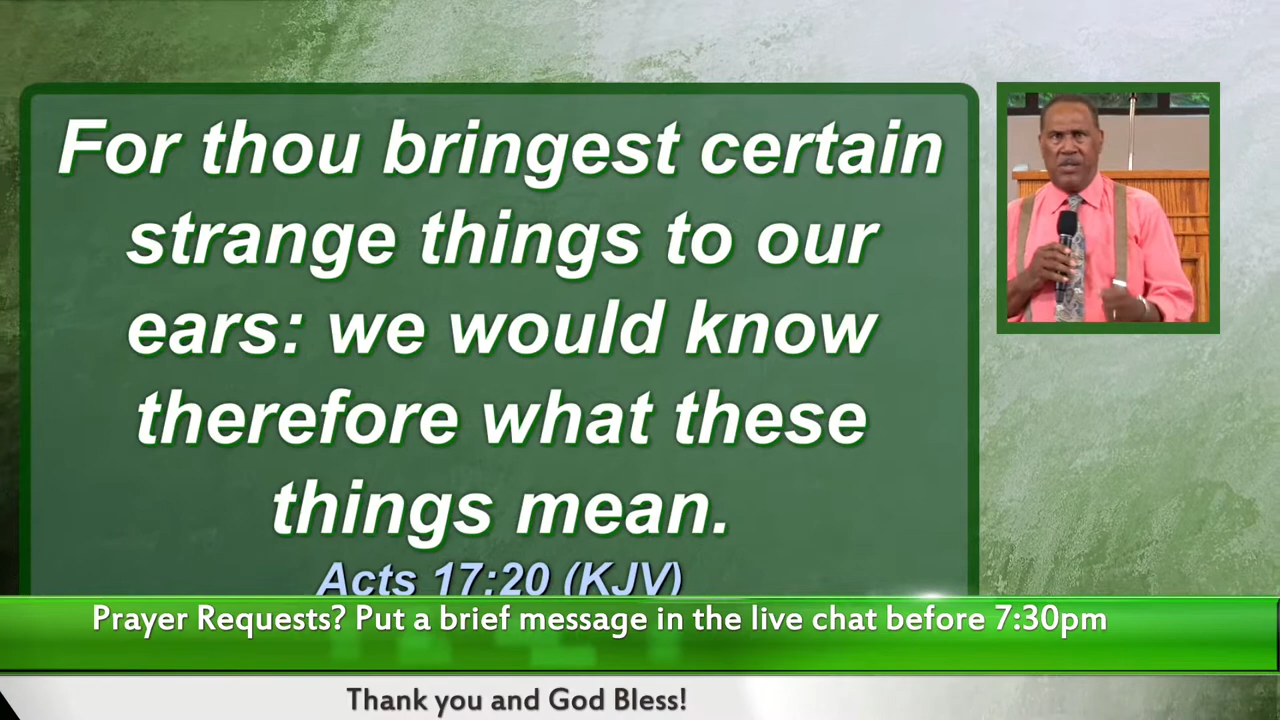 For thou bringest certain
strange things to our
ears: we would know
therefore what these
things mean.
Acts 17:20 (KJV)
Prayer Requests? Put a brief message in the live chat before 7:30pm
Thank you and God Bless!